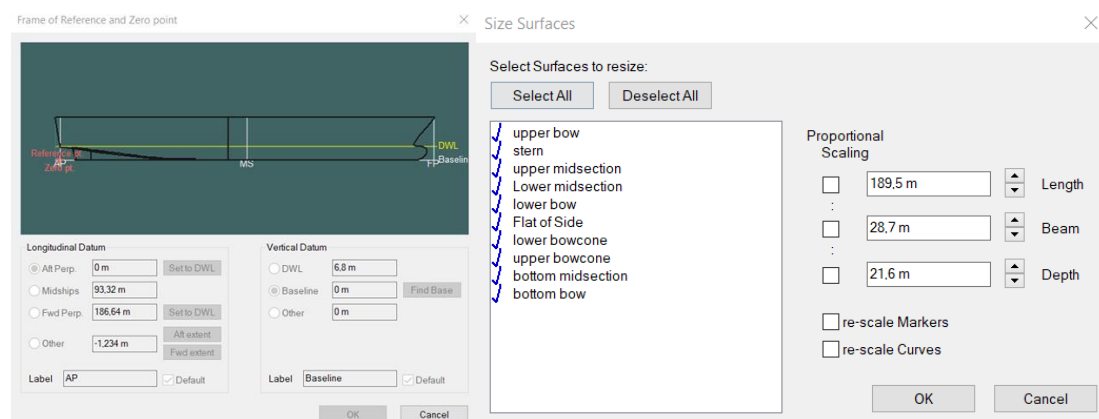 Frame of Reference and Zero point
DWL
Reference pt.
Baselin
AP
MS
FP
Zero pt.
Longitudinal Datum
Aft Perp. 0 m Set to DWL
Midships 93,32 m
Fwd Perp. 186,64 m Set to DWL
Aft extent
Other -1,234 m
Fwd extent
Label AP Default
Vertical Datum
DWL 6,8 m
Baseline 0 m Find Base
Other 0 m
Label Baseline Default
OK Cancel
Size Surfaces
Select Surfaces to resize:
Select All Deselect All
upper bow
stern
upper midsection
Lower midsection
lower bow
Flat of Side
lower bowcone
upper bowcone
bottom midsection
bottom bow
Proportional
Scaling
189,5 m Length
:
28,7 m Beam
:
21,6 m Depth
re-scale Markers
re-scale Curves
OK Cancel